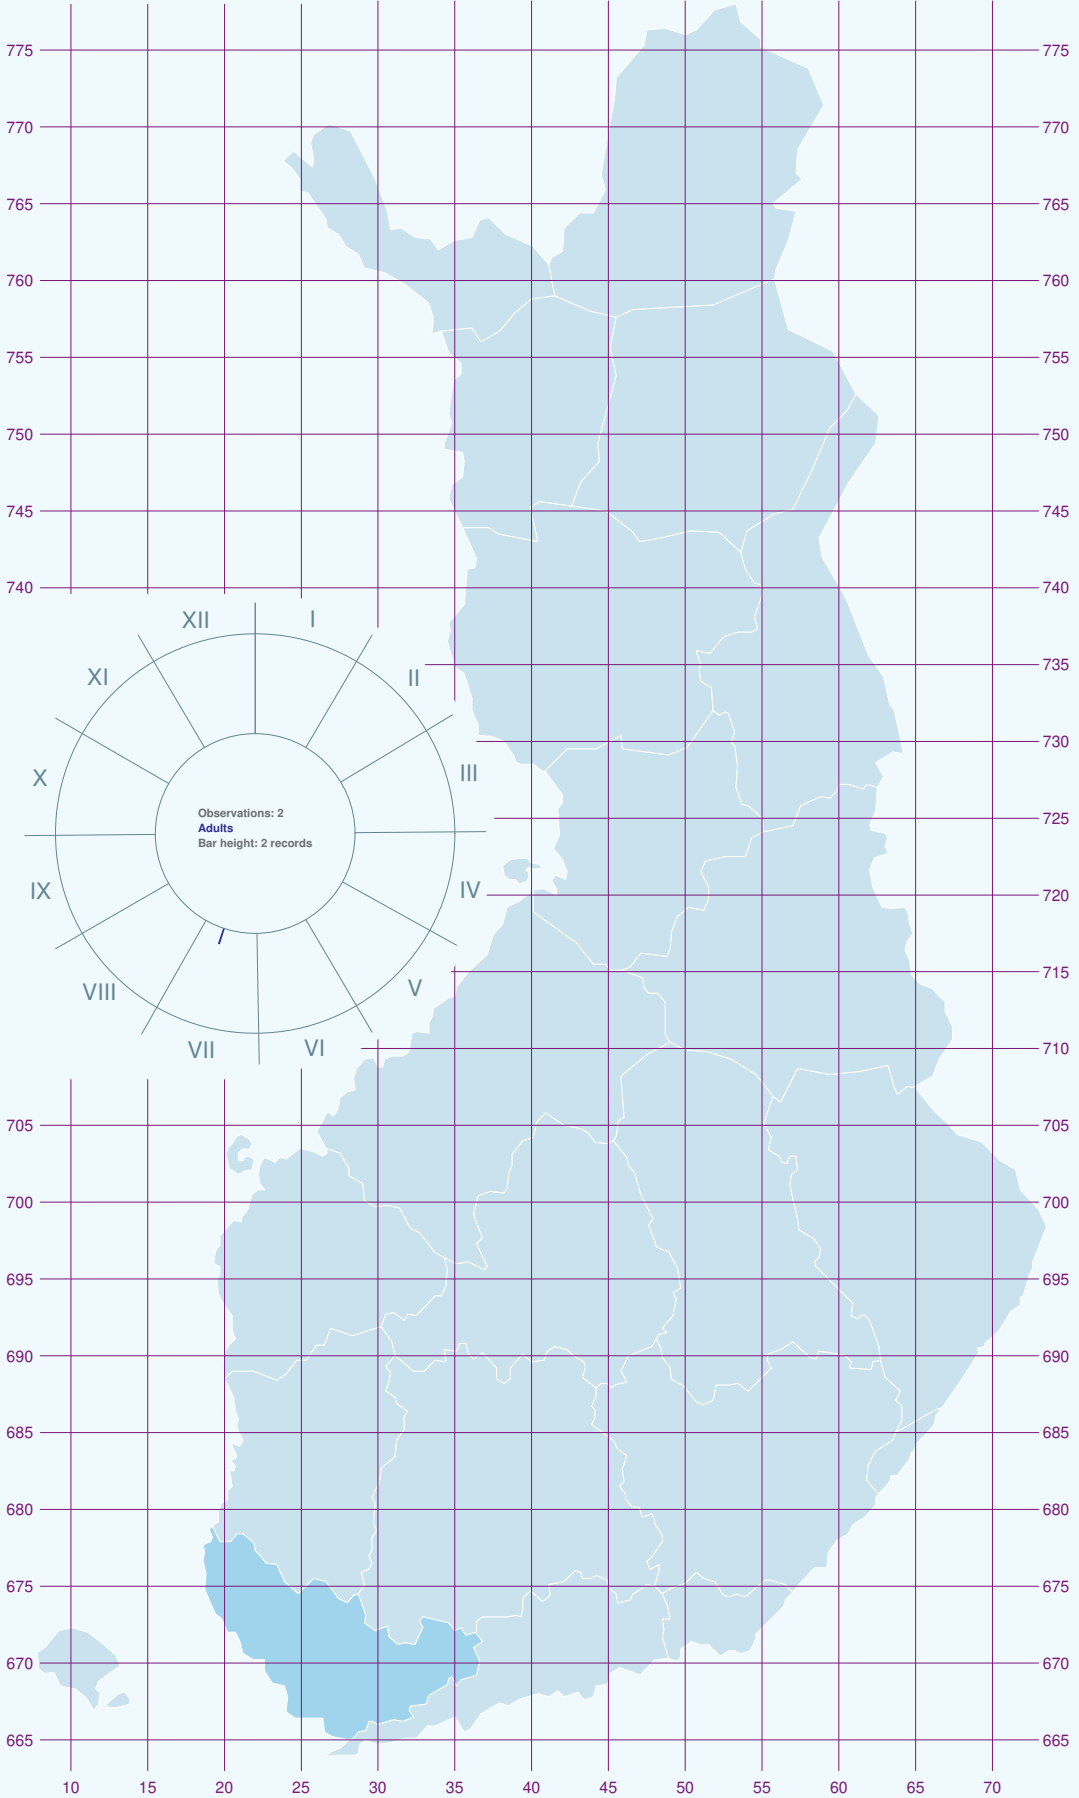 775 775
770 770
765 765
760 760
755 755
750 750
745 745
740 740
XII I
XI II
735
730
X III
725
Observations: 2
Adults
Bar height: 2 records
IX IV
720
715
VIII V
VII VI
710
705 705
700 700
695 695
690 690
685 685
680 680
675 675
670 670
665 665
10 15 20 25 30 35 40 45 50 55 60 65 70